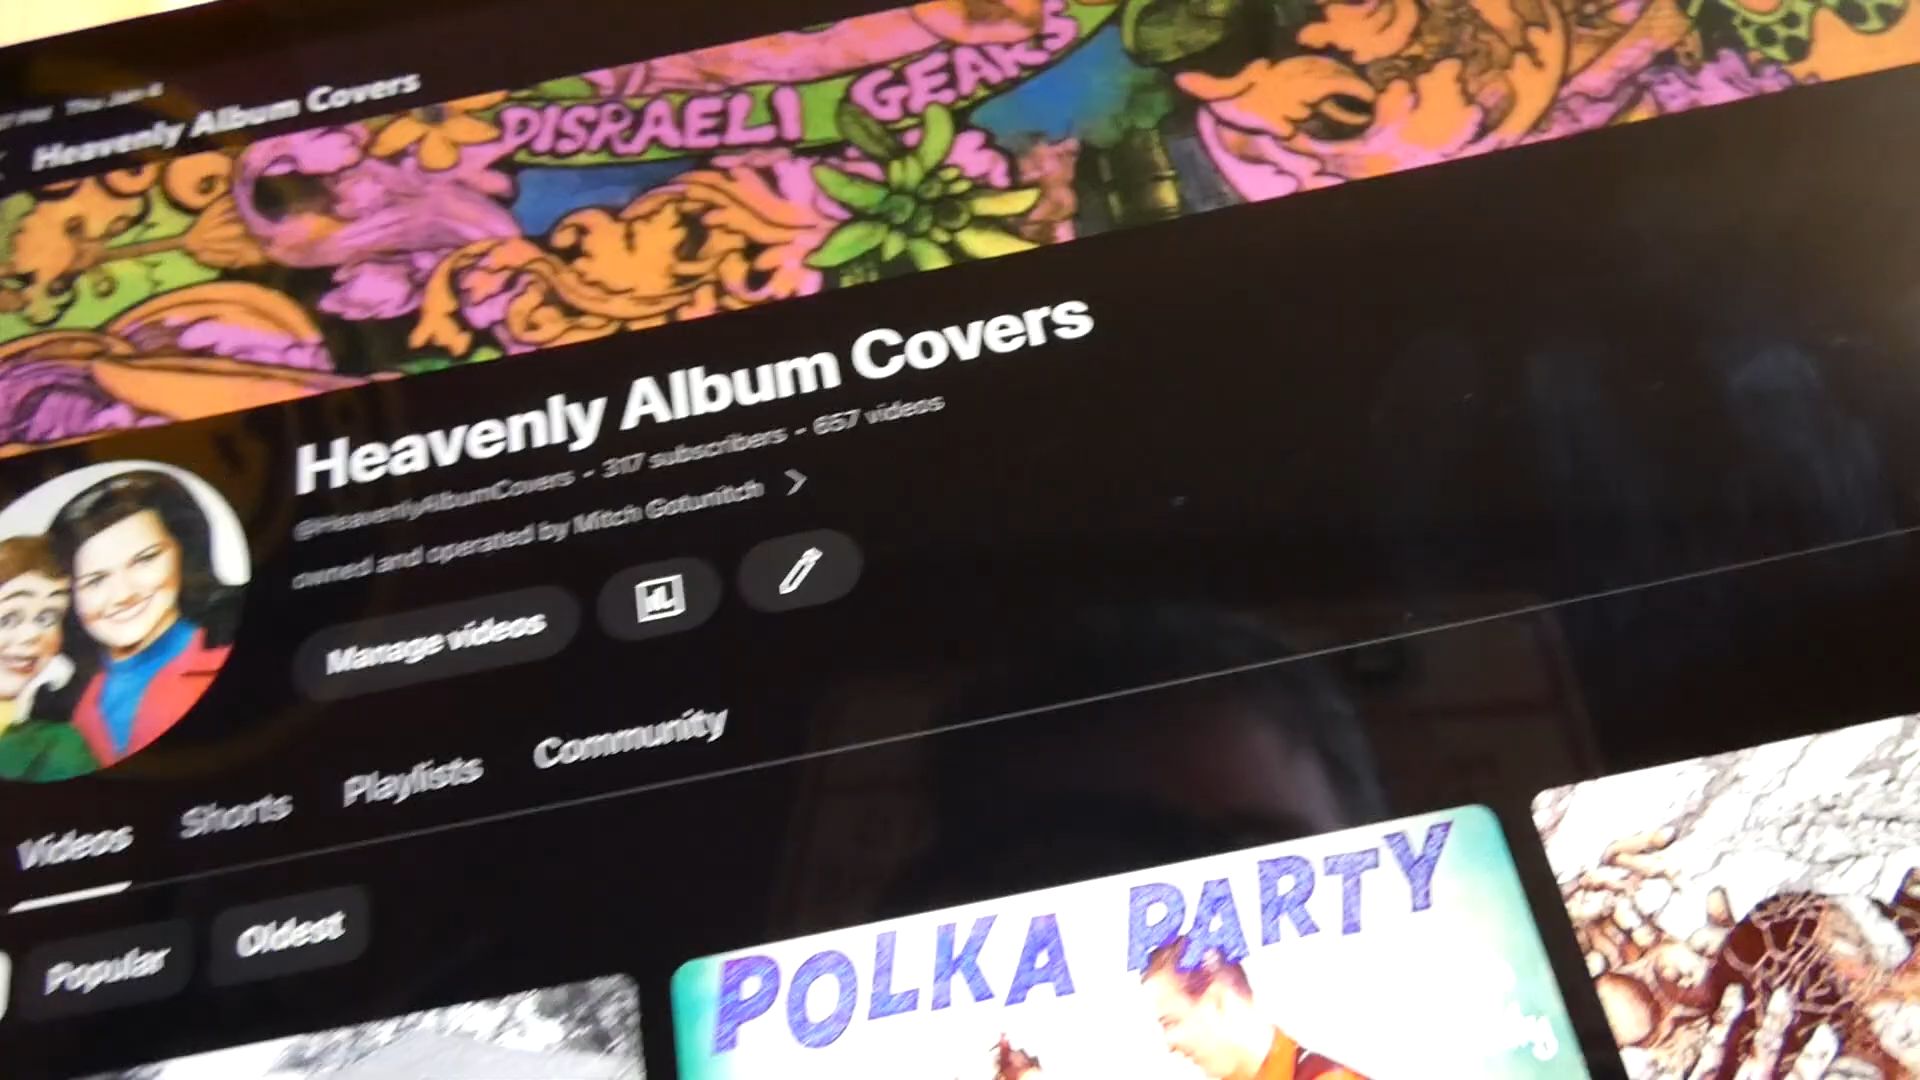 Heavenly Album Covers
DISRAELI GEARS
Heavenly Album Covers
@HeavenlyAlbumCovers - 317 subscribers - 657 videos
owned and operated by Mitch Gotunitch
Manage videos
Videos Shorts Playlists Community
Popular Oldest
POLKA PARTY